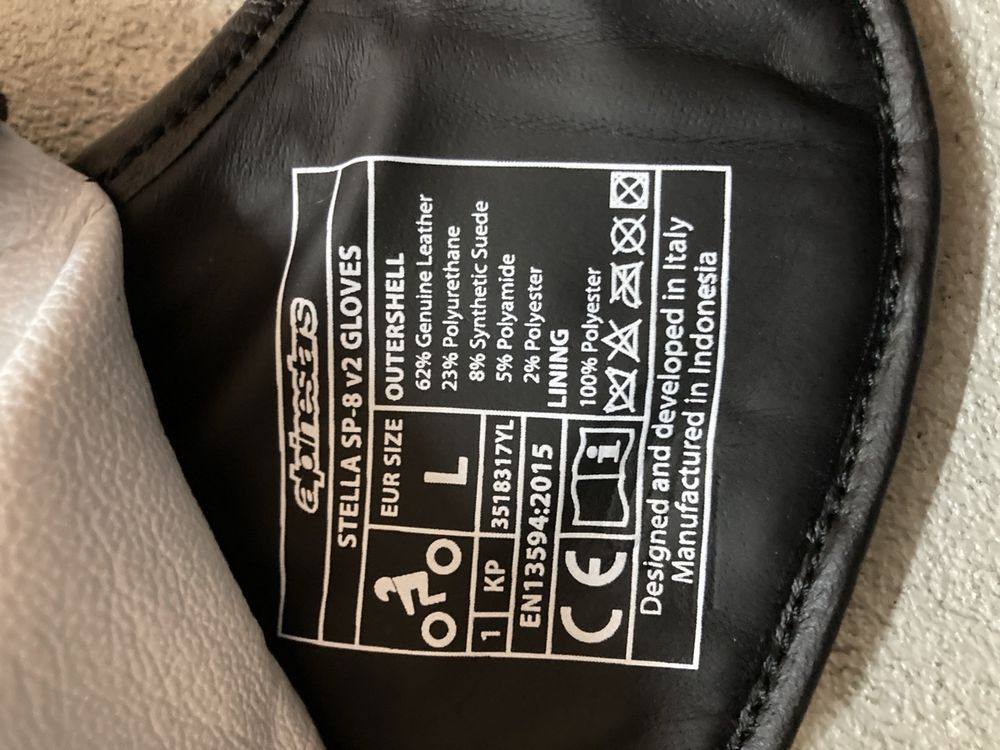 alpinestars
STELLA SP-8 v2 GLOVES
EUR SIZE
L
1 KP 3518317YL
EN13594:2015
CE i
OUTERSHELL
62% Genuine Leather
23% Polyurethane
8% Synthetic Suede
5% Polyamide
2% Polyester
LINING
100% Polyester
Designed and developed in Italy
Manufactured in Indonesia